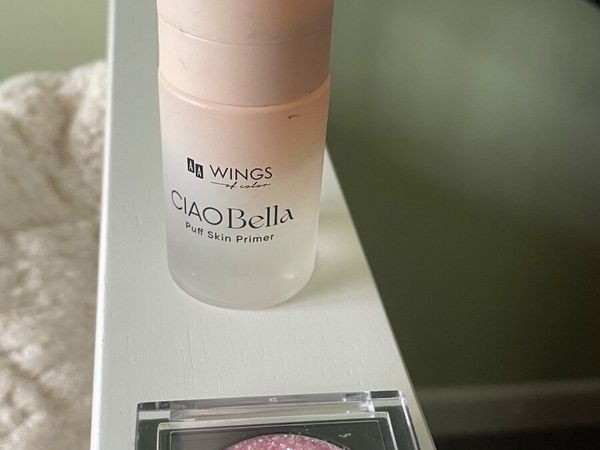 AA WINGS
of color
CIAO Bella
Puff Skin Primer